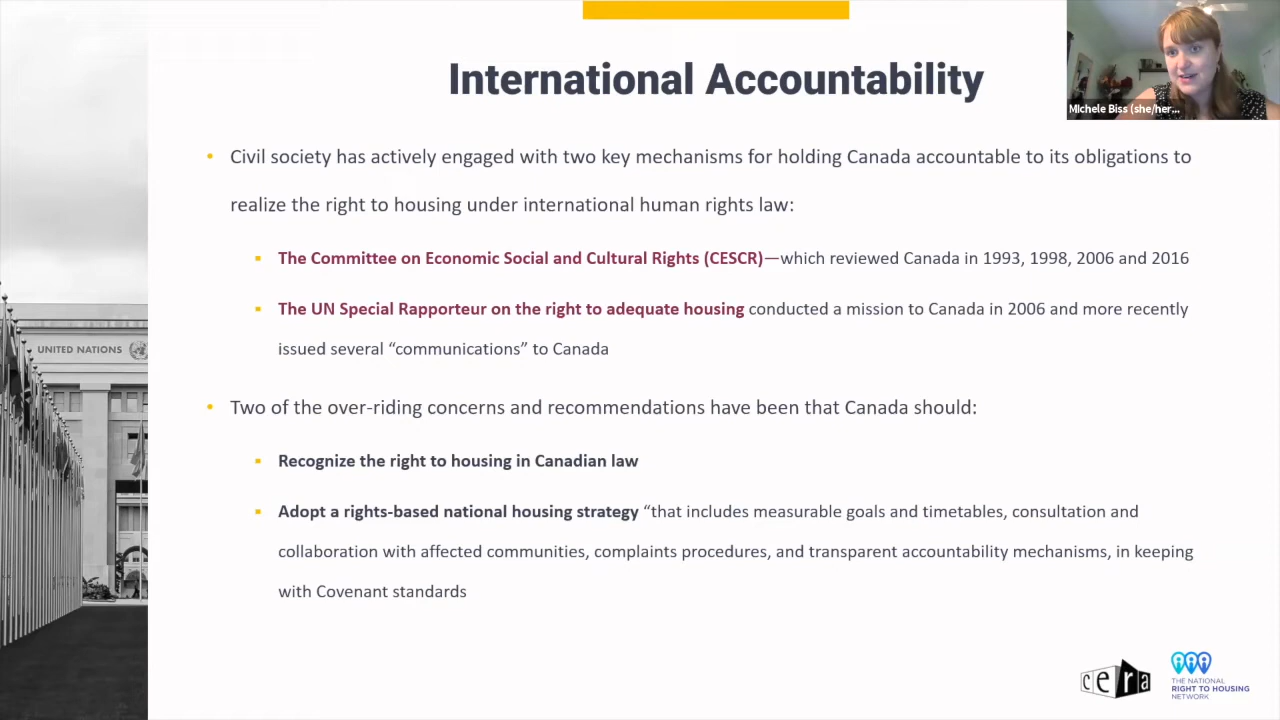 International Accountability
Michele Biss (she/her...
Civil society has actively engaged with two key mechanisms for holding Canada accountable to its obligations to
realize the right to housing under international human rights law:
The Committee on Economic Social and Cultural Rights (CESCR)—which reviewed Canada in 1993, 1998, 2006 and 2016
The UN Special Rapporteur on the right to adequate housing conducted a mission to Canada in 2006 and more recently
issued several “communications” to Canada
UNITED NATIONS
Two of the over-riding concerns and recommendations have been that Canada should:
Recognize the right to housing in Canadian law
Adopt a rights-based national housing strategy “that includes measurable goals and timetables, consultation and
collaboration with affected communities, complaints procedures, and transparent accountability mechanisms, in keeping
with Covenant standards
cera
THE NATIONAL
RIGHT TO HOUSING
NETWORK